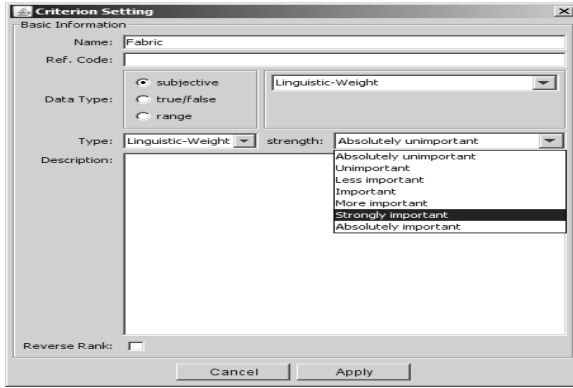 Criterion Setting
Basic Information
Name: Fabric
Ref. Code:
Data Type: subjective Linguistic-Weight
true/false
range
Type: Linguistic-Weight strength: Absolutely unimportant
Description: Absolutely unimportant
Unimportant
Less important
Important
More important
Strongly important
Absolutely important
Reverse Rank:
Cancel Apply